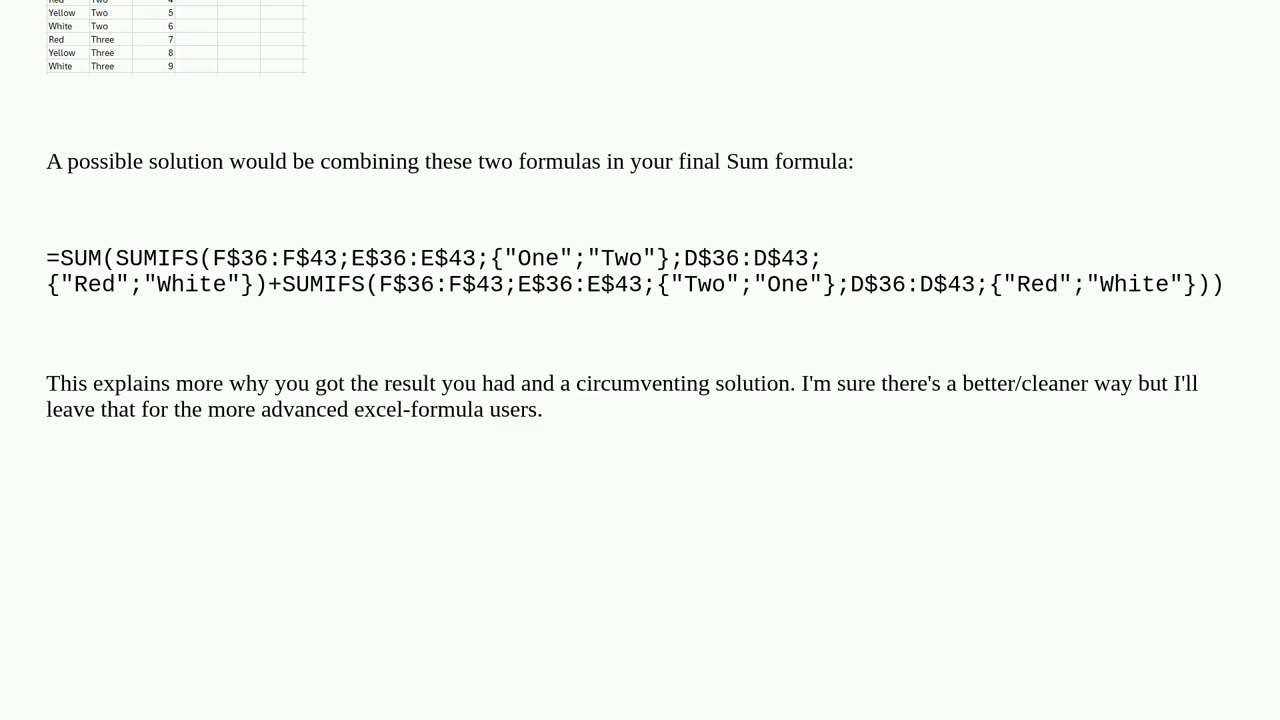 Red Two 4
Yellow Two 5
White Two 6
Red Three 7
Yellow Three 8
White Three 9
A possible solution would be combining these two formulas in your final Sum formula:
=SUM(SUMIFS(F$36:F$43;E$36:E$43;{"One";"Two"};D$36:D$43;
{"Red";"White"})+SUMIFS(F$36:F$43;E$36:E$43;{"Two";"One"};D$36:D$43;{"Red";"White"}))
This explains more why you got the result you had and a circumventing solution. I'm sure there's a better/cleaner way but I'll
leave that for the more advanced excel-formula users.